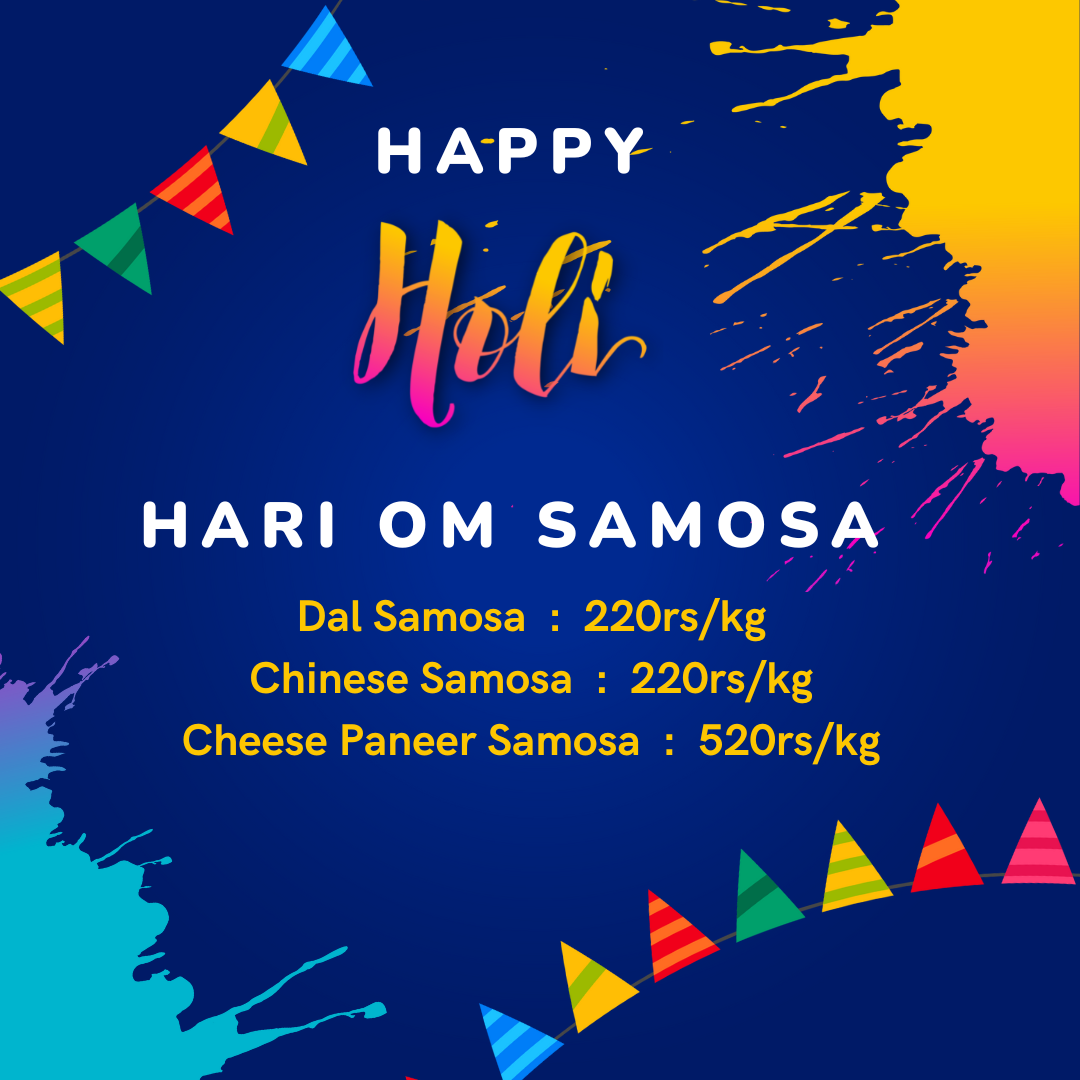 HAPPY
Holi
HARI OM SAMOSA
Dal Samosa : 220rs/kg
Chinese Samosa : 220rs/kg
Cheese Paneer Samosa : 520rs/kg